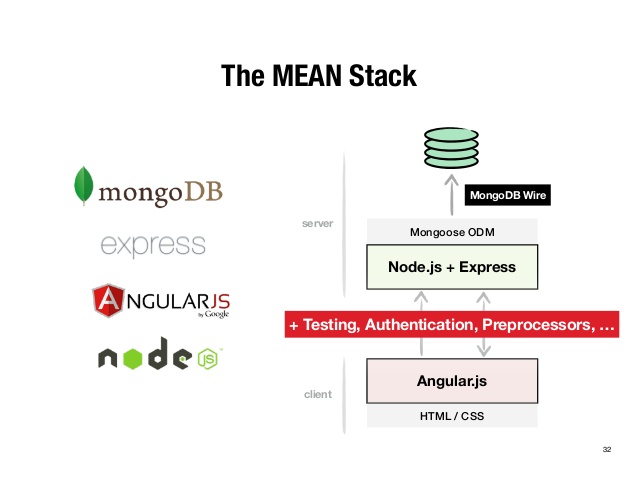 The MEAN Stack
mongoDB
express
ANGULARJS
by Google
node
JS
™
server
client
MongoDB Wire
Mongoose ODM
Node.js + Express
+ Testing, Authentication, Preprocessors, …
Angular.js
HTML / CSS
32